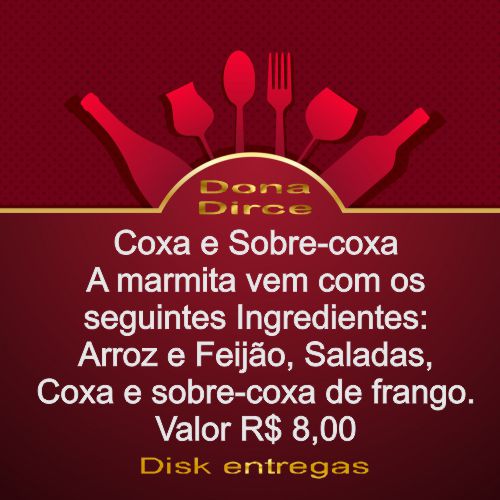 Dona
Dirce
Coxa e Sobre-coxa
A marmita vem com os
seguintes Ingredientes:
Arroz e Feijão, Saladas,
Coxa e sobre-coxa de frango.
Valor R$ 8,00
Disk entregas